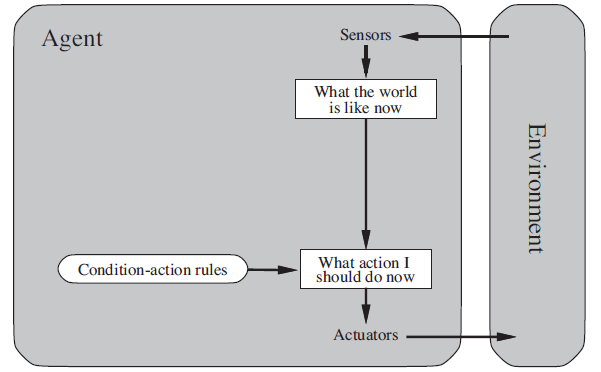 Agent
Sensors
What the world
is like now
Environment
Condition-action rules
What action I
should do now
Actuators